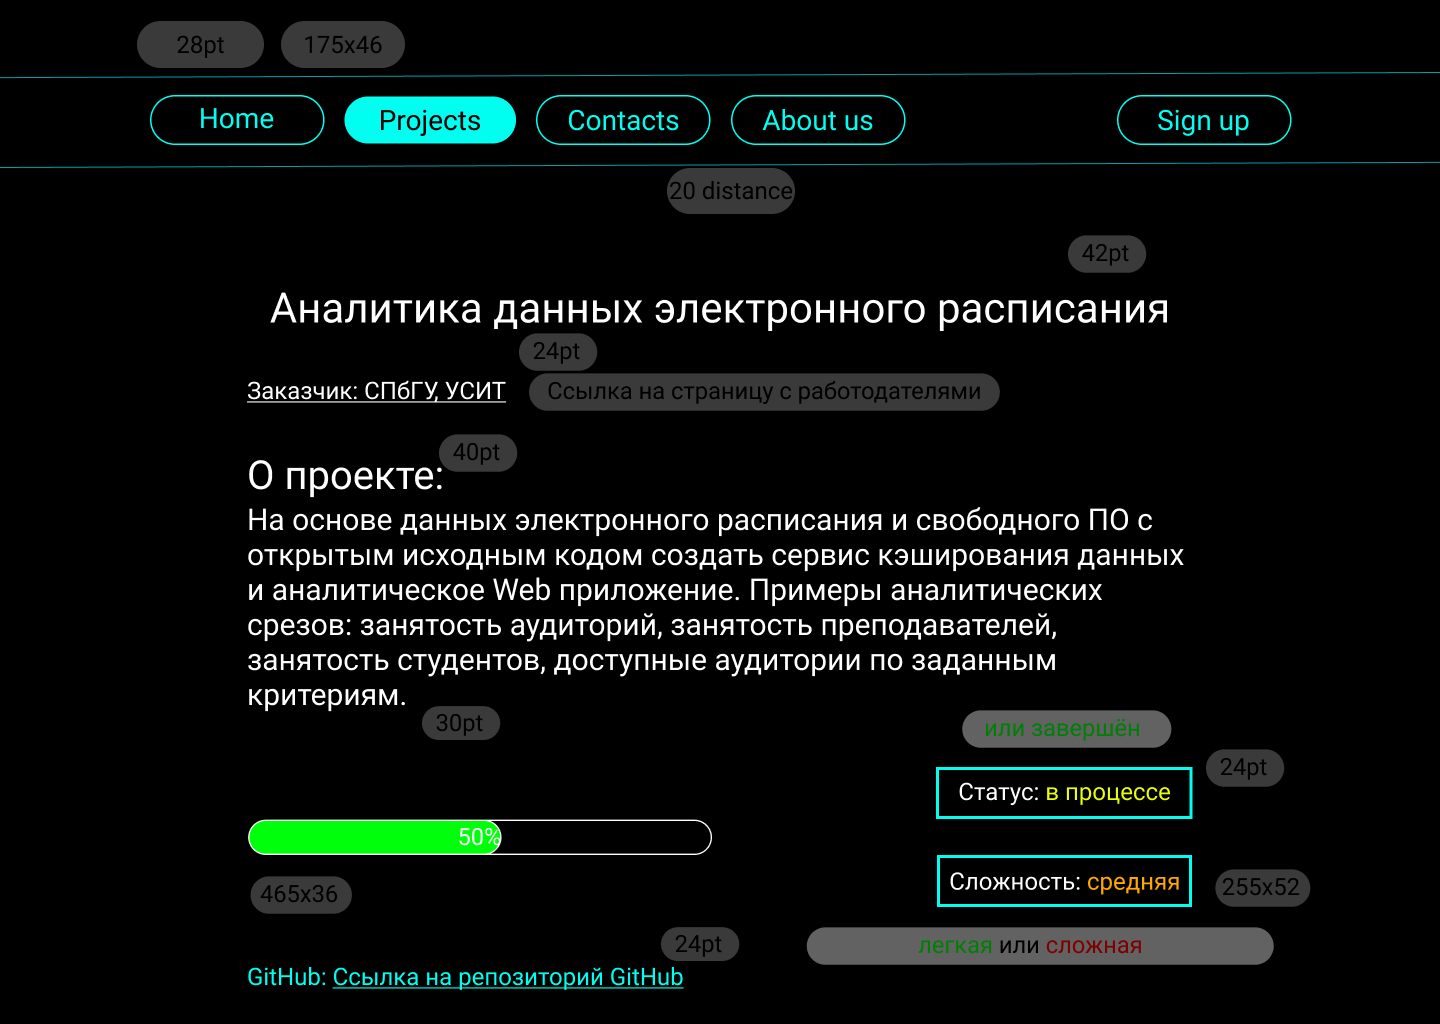 28pt 175x46
Home Projects Contacts About us Sign up
20 distance
42pt
Аналитика данных электронного расписания
24pt
Заказчик: СПбГУ, УСИТ Ссылка на страницу с работодателями
40pt
О проекте:
На основе данных электронного расписания и свободного ПО с
открытым исходным кодом создать сервис кэширования данных
и аналитическое Web приложение. Примеры аналитических
срезов: занятость аудиторий, занятость преподавателей,
занятость студентов, доступные аудитории по заданным
критериям.
30pt
или завершён
24pt
Статус: в процессе
50%
Сложность: средняя
465x36
255x52
24pt
легкая или сложная
GitHub: Ссылка на репозиторий GitHub